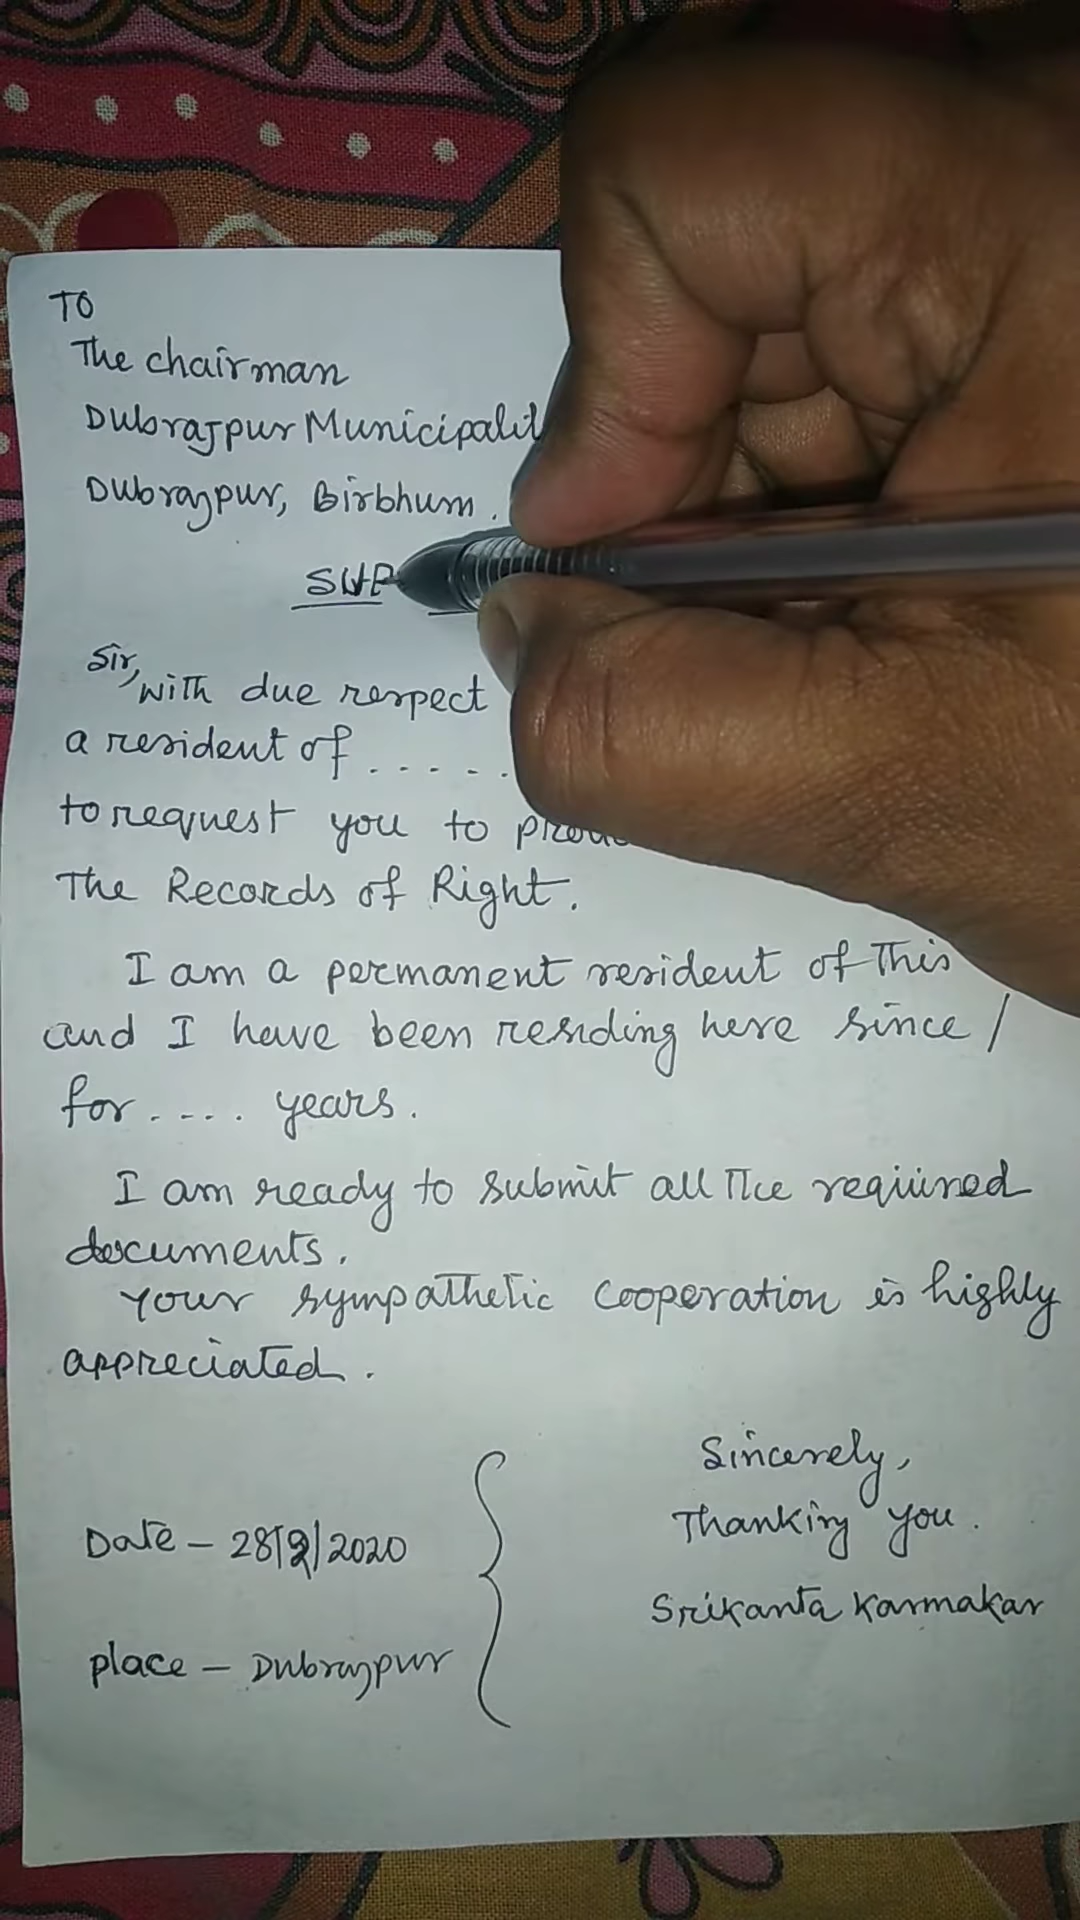 To
The chairman
Dubrajpur Municipalit
Dubrajpur, Birbhum.
SUB
Sir,
with due respect
a resident of .....
to request you to
The Records of Right.
I am a permanent resident of This
and I have been residing here since /
for .... years.
I am ready to submit all The required
documents.
Your sympathetic cooperation is highly
appreciated.
Sincerely,
Thanking you.
Srikanta Karmakar
Date - 28/2/2020
place - Dubrajpur